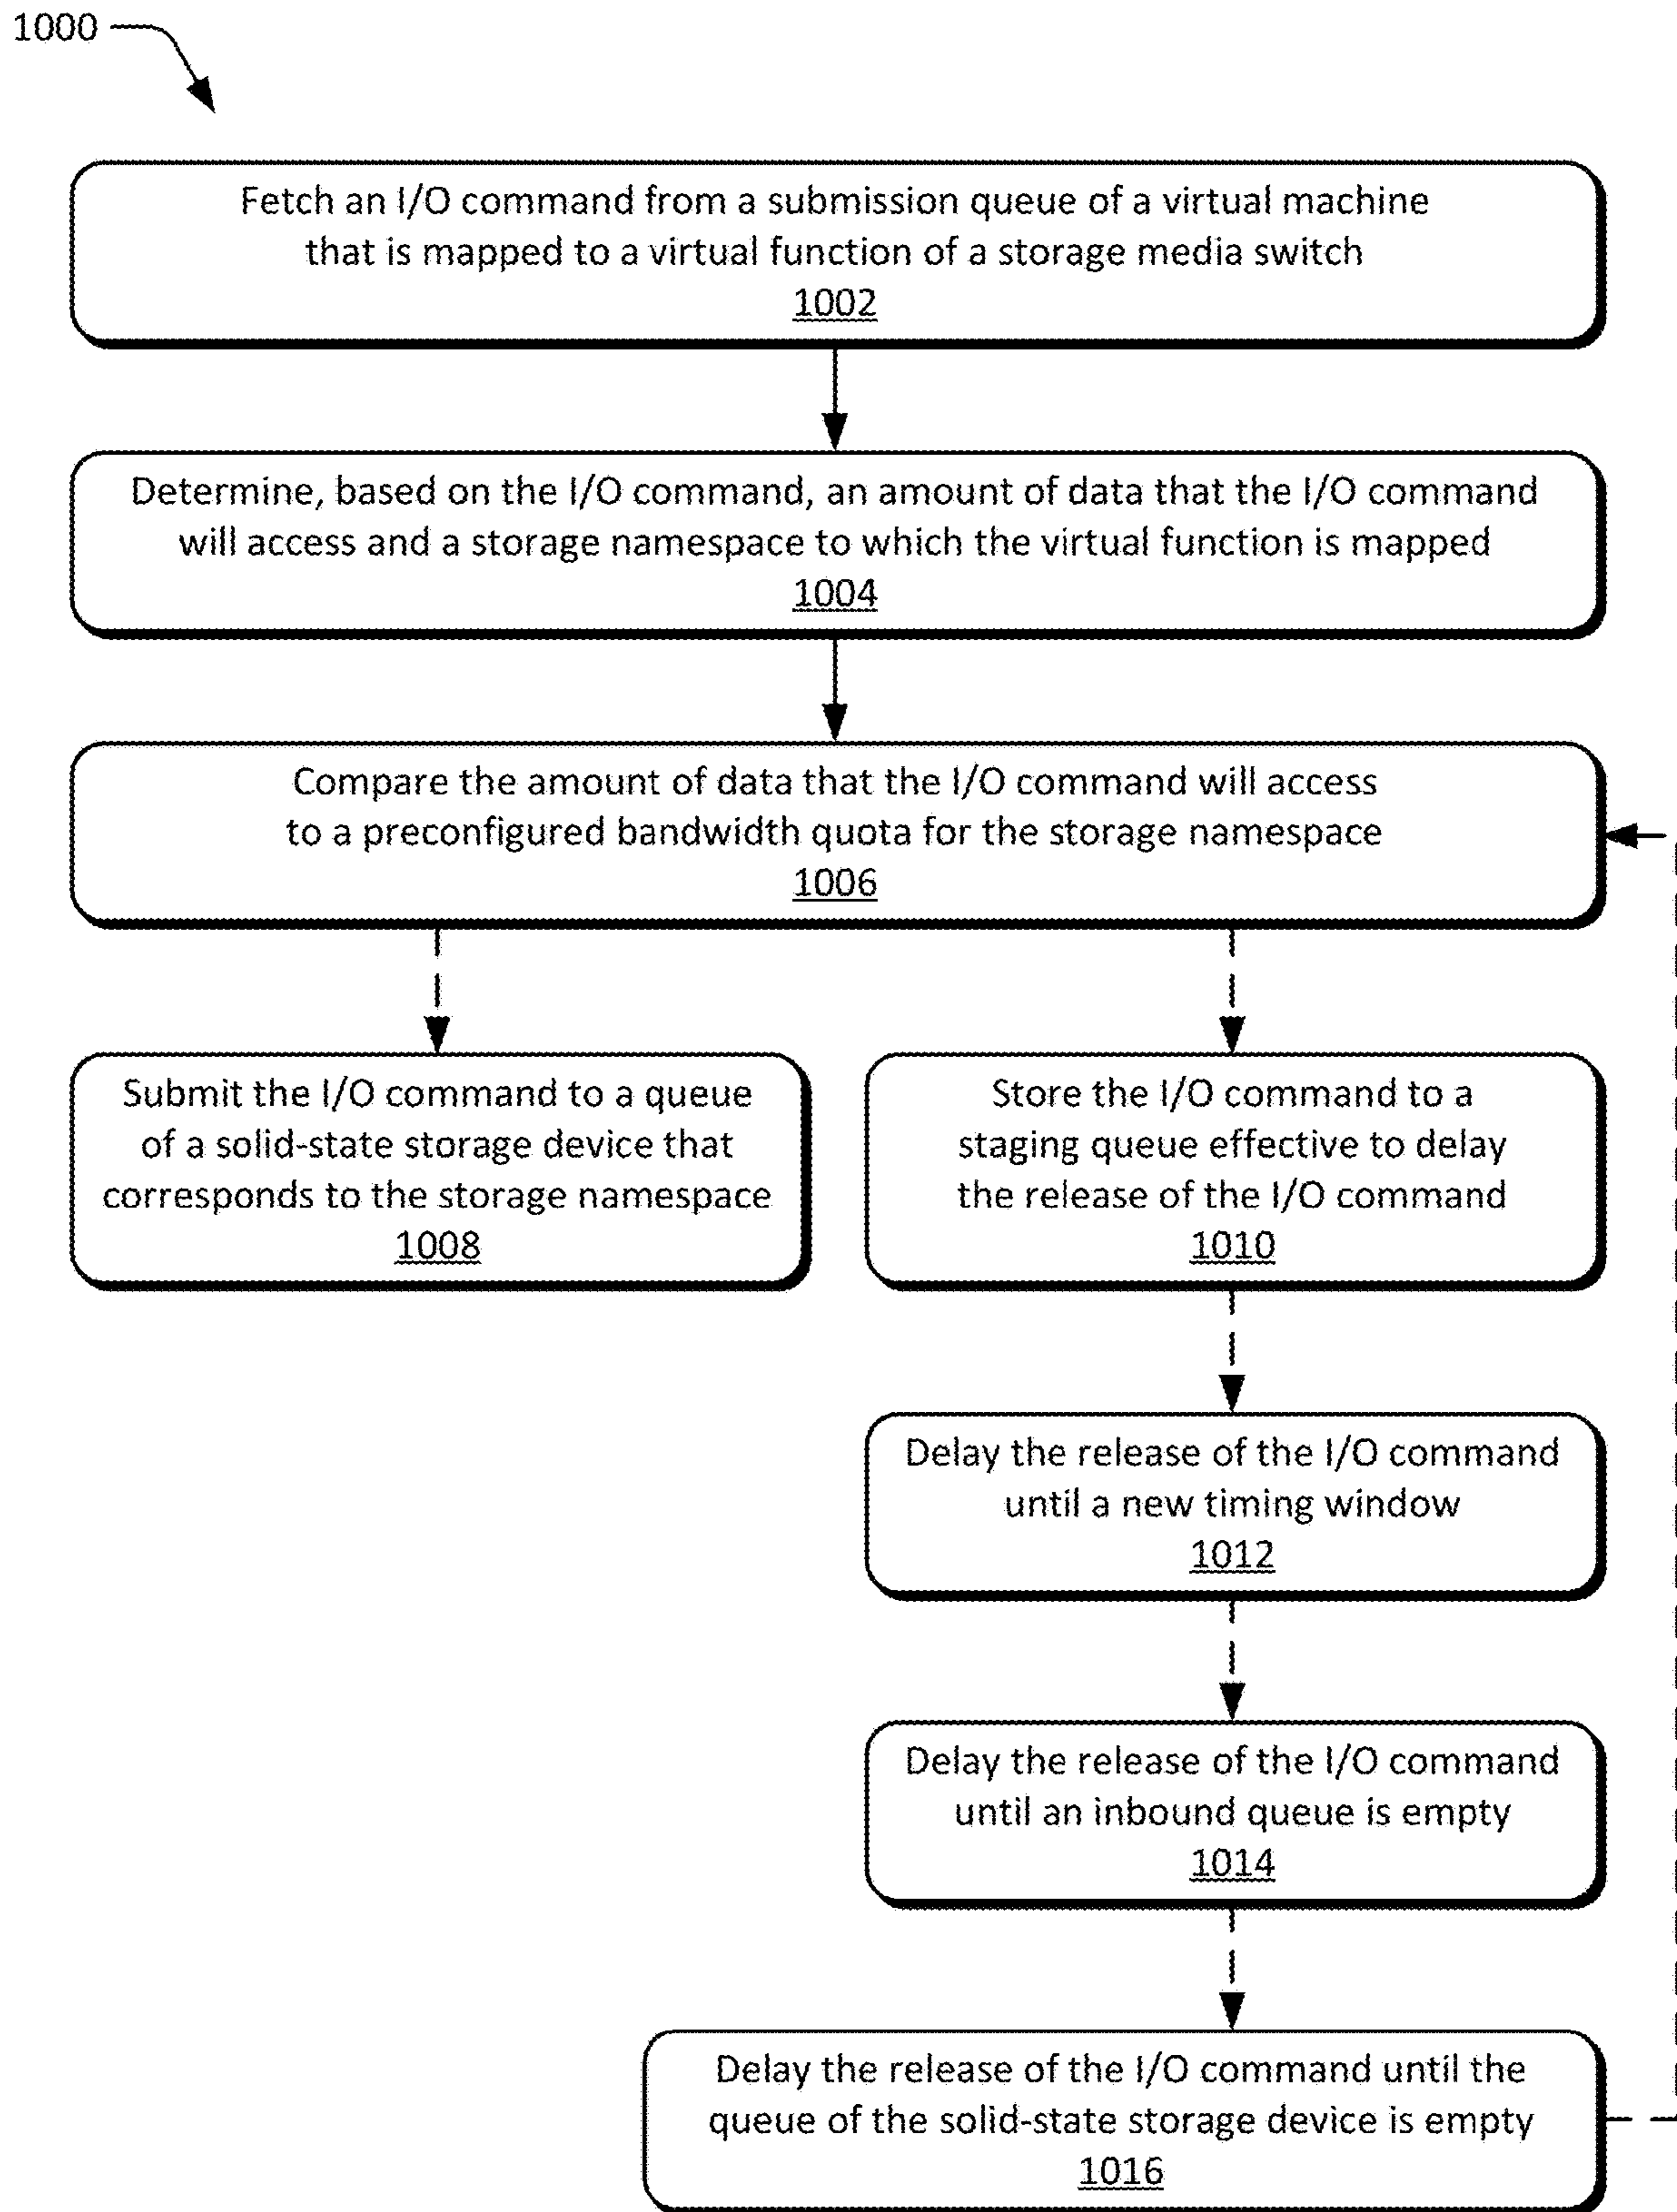 1000
Fetch an I/O command from a submission queue of a virtual machine
that is mapped to a virtual function of a storage media switch
1002
Determine, based on the I/O command, an amount of data that the I/O command
will access and a storage namespace to which the virtual function is mapped
1004
Compare the amount of data that the I/O command will access
to a preconfigured bandwidth quota for the storage namespace
1006
Submit the I/O command to a queue
of a solid-state storage device that
corresponds to the storage namespace
1008
Store the I/O command to a
staging queue effective to delay
the release of the I/O command
1010
Delay the release of the I/O command
until a new timing window
1012
Delay the release of the I/O command
until an inbound queue is empty
1014
Delay the release of the I/O command until the
queue of the solid-state storage device is empty
1016